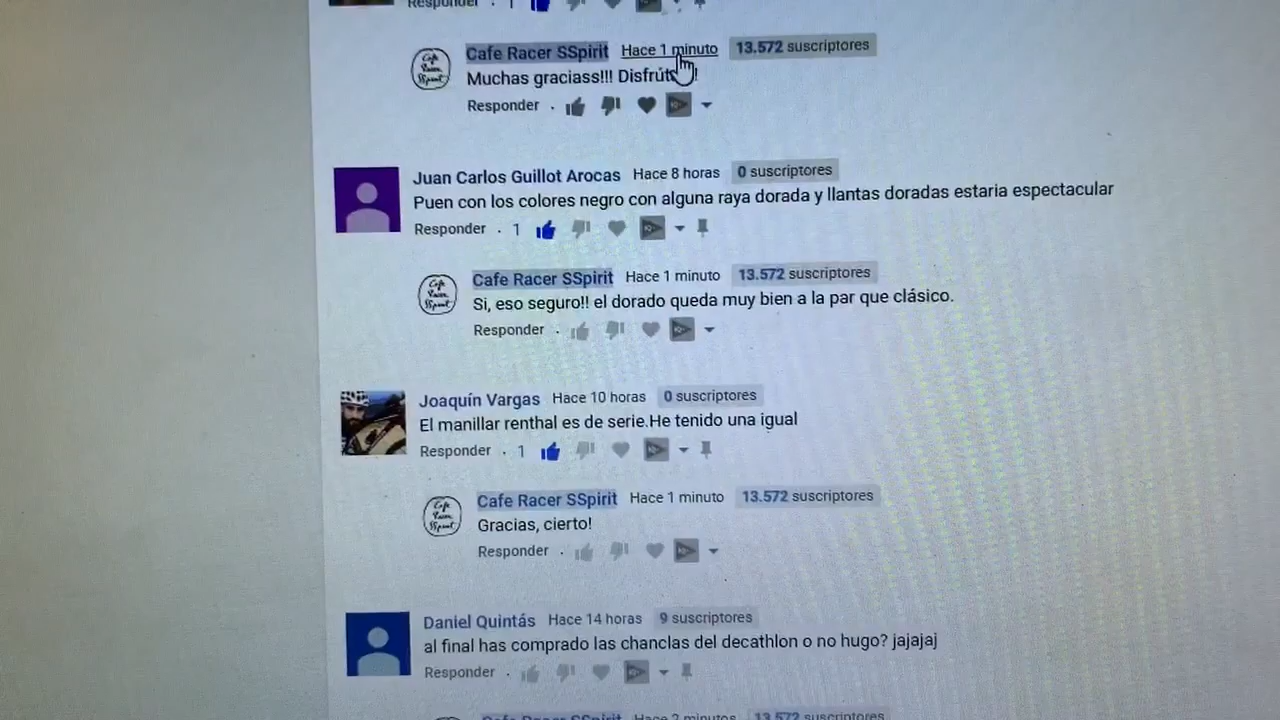 Responder · 1
Cafe Racer SSpirit Hace 1 minuto 13.572 suscriptores
Muchas graciass!!!
Responder ·
Juan Carlos Guillot Arocas Hace 8 horas 0 suscriptores
Puen con los colores negro con alguna raya dorada y llantas doradas estaria espectacular
Responder · 1
Cafe Racer SSpirit Hace 1 minuto 13.572 suscriptores
Si, eso seguro!! el dorado queda muy bien a la par que clásico.
Responder ·
Joaquín Vargas Hace 10 horas 0 suscriptores
El manillar renthal es de serie.He tenido una igual
Responder · 1
Cafe Racer SSpirit Hace 1 minuto 13.572 suscriptores
Gracias, cierto!
Responder ·
Daniel Quintás Hace 14 horas 9 suscriptores
al final has comprado las chanclas del decathlon o no hugo? jajajaj
Responder ·
Cafe Racer SSpirit Hace 2 minutos 13.572 suscriptores